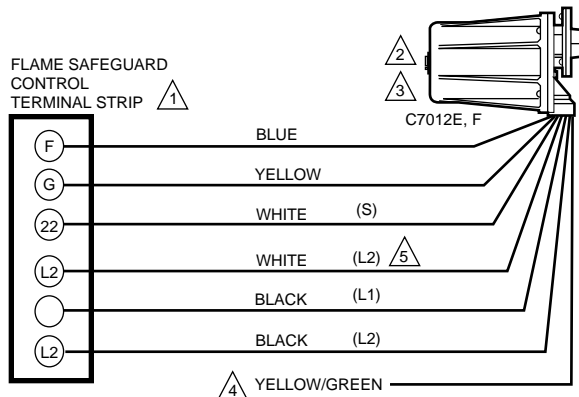 FLAME SAFEGUARD
CONTROL
TERMINAL STRIP 1
2
3
C7012E, F
F BLUE
G YELLOW
22 WHITE (S)
L2 WHITE (L2) 5
BLACK (L1)
L2 BLACK (L2)
4 YELLOW/GREEN